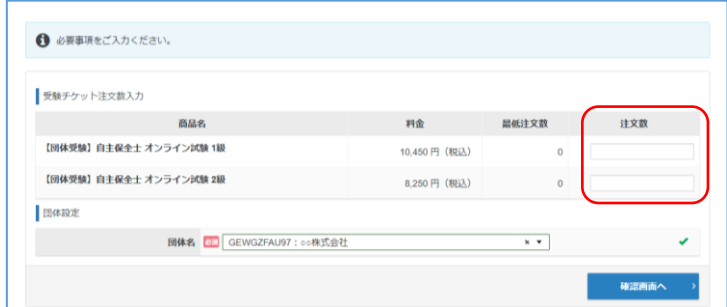 必要事項をご入力ください。
受験チケット注文数入力
商品名 料金 最低注文数 注文数
【団体受験】自主保全士 オンライン試験 1級 10,450 円（税込） 0
【団体受験】自主保全士 オンライン試験 2級 8,250 円（税込） 0
団体設定
団体名 必須 GEWGZFAU97：○○株式会社
確認画面へ